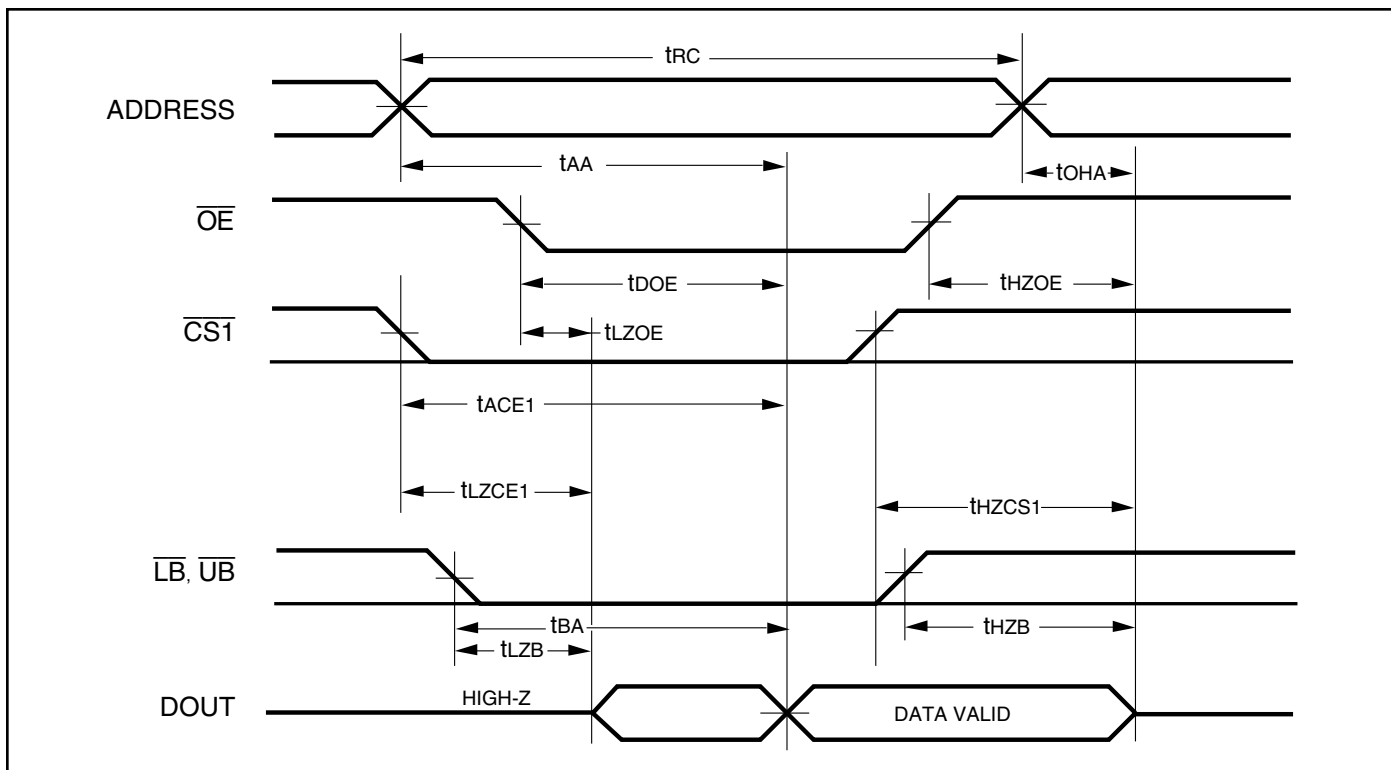 tRC
ADDRESS
tAA
tOHA
OE
tDOE
tHZOE
CS1
tLZOE
tACE1
tLZCE1
tHZCS1
LB, UB
tBA
tHZB
tLZB
HIGH-Z
DOUT
DATA VALID